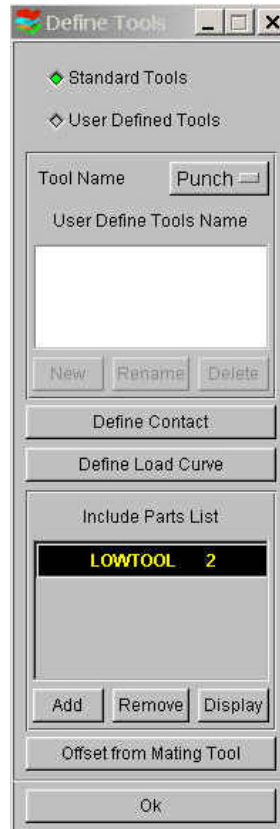 Define Tools
Standard Tools
User Defined Tools
Tool Name Punch
User Define Tools Name
New Rename Delete
Define Contact
Define Load Curve
Include Parts List
LOWTOOL 2
Add Remove Display
Offset from Mating Tool
Ok